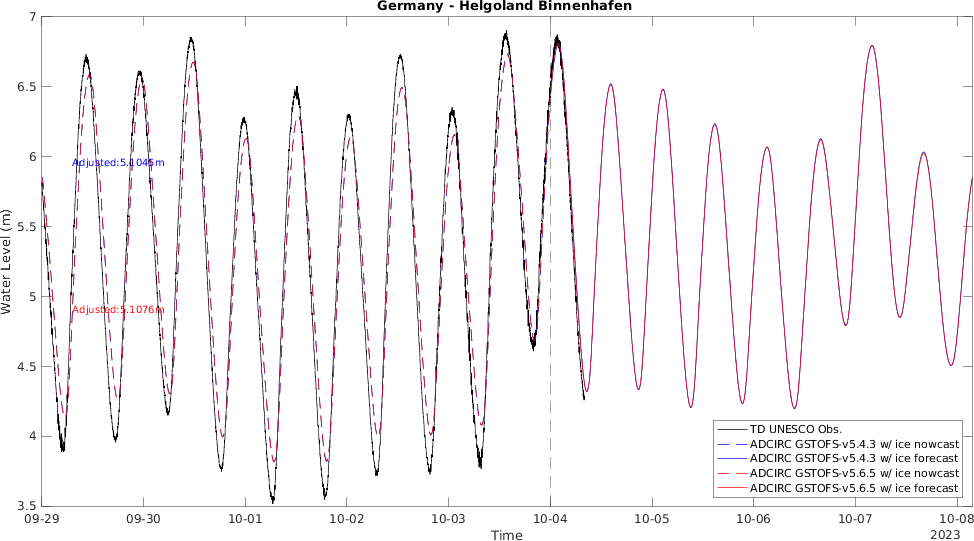 Germany - Helgoland Binnenhafen
Water Level (m)
7
6.5
6
5.5
5
4.5
4
3.5
Adjusted:5.1045m
Adjusted:5.1076m
TD UNESCO Obs.
ADCIRC GSTOFS-v5.4.3 w/ ice nowcast
ADCIRC GSTOFS-v5.4.3 w/ ice forecast
ADCIRC GSTOFS-v5.6.5 w/ ice nowcast
ADCIRC GSTOFS-v5.6.5 w/ ice forecast
09-29 09-30 10-01 10-02 10-03 10-04 10-05 10-06 10-07 10-08
Time 2023